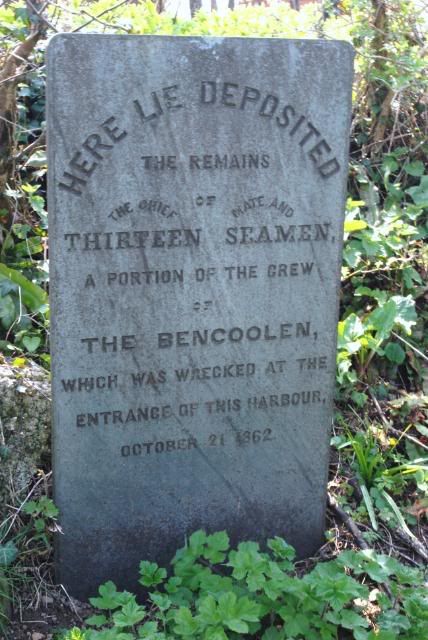 HERE LIE DEPOSITED
THE REMAINS
OF
THE CHIEF MATE AND
THIRTEEN SEAMEN,
A PORTION OF THE CREW
OF
THE BENCOOLEN,
WHICH WAS WRECKED AT THE
ENTRANCE OF THIS HARBOUR,
OCTOBER 21 1862.